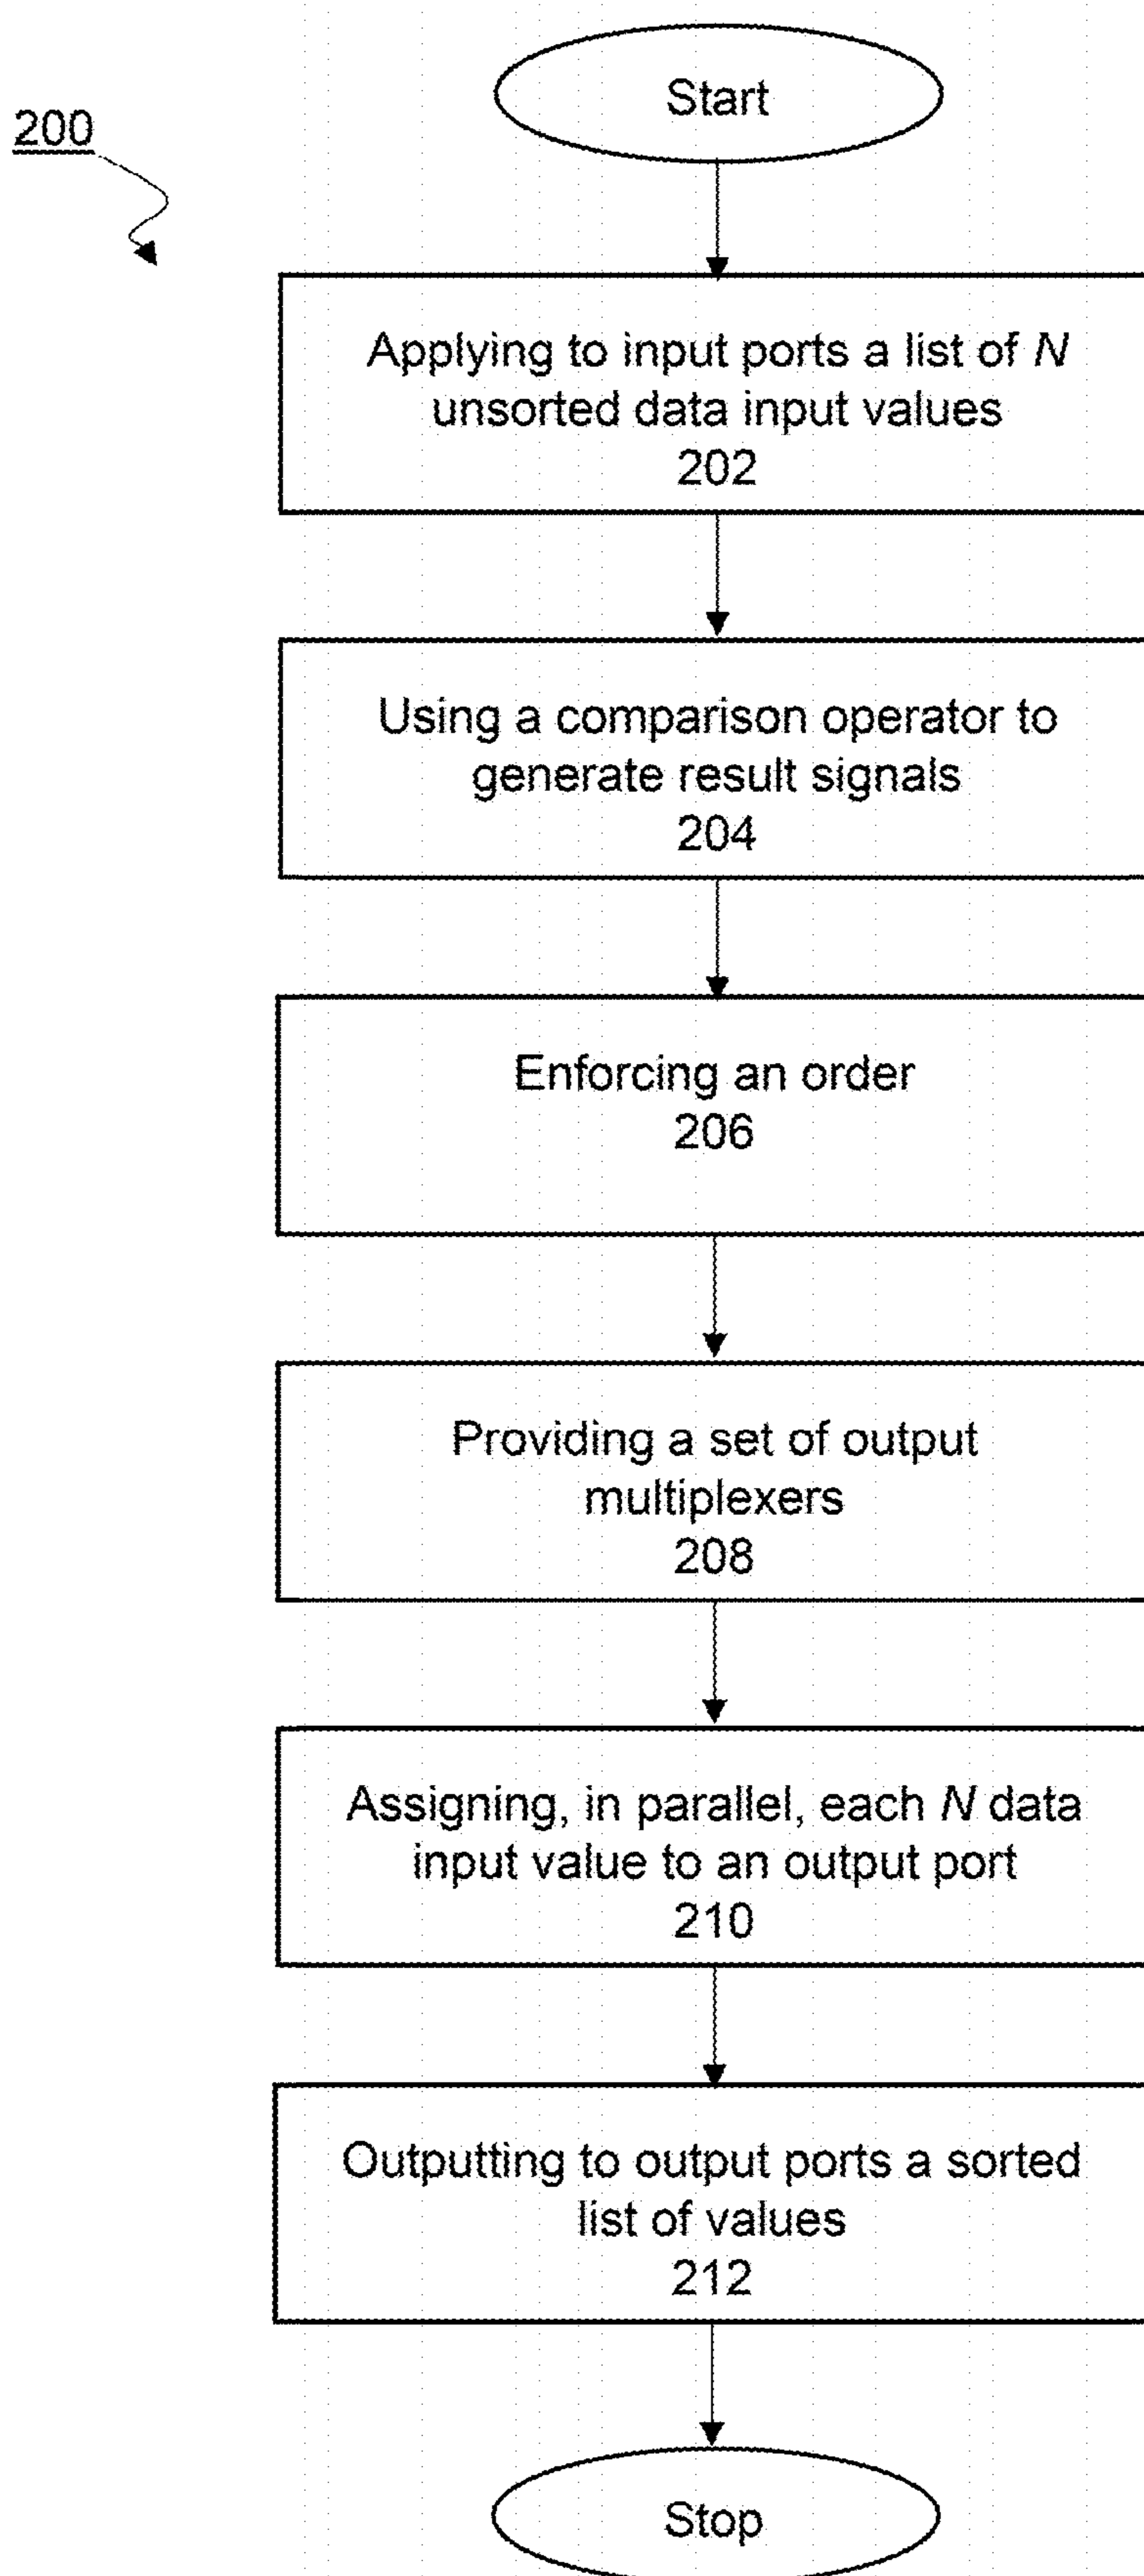 Start
200
Applying to input ports a list of N
unsorted data input values
202
Using a comparison operator to
generate result signals
204
Enforcing an order
206
Providing a set of output
multiplexers
208
Assigning, in parallel, each N data
input value to an output port
210
Outputting to output ports a sorted
list of values
212
Stop